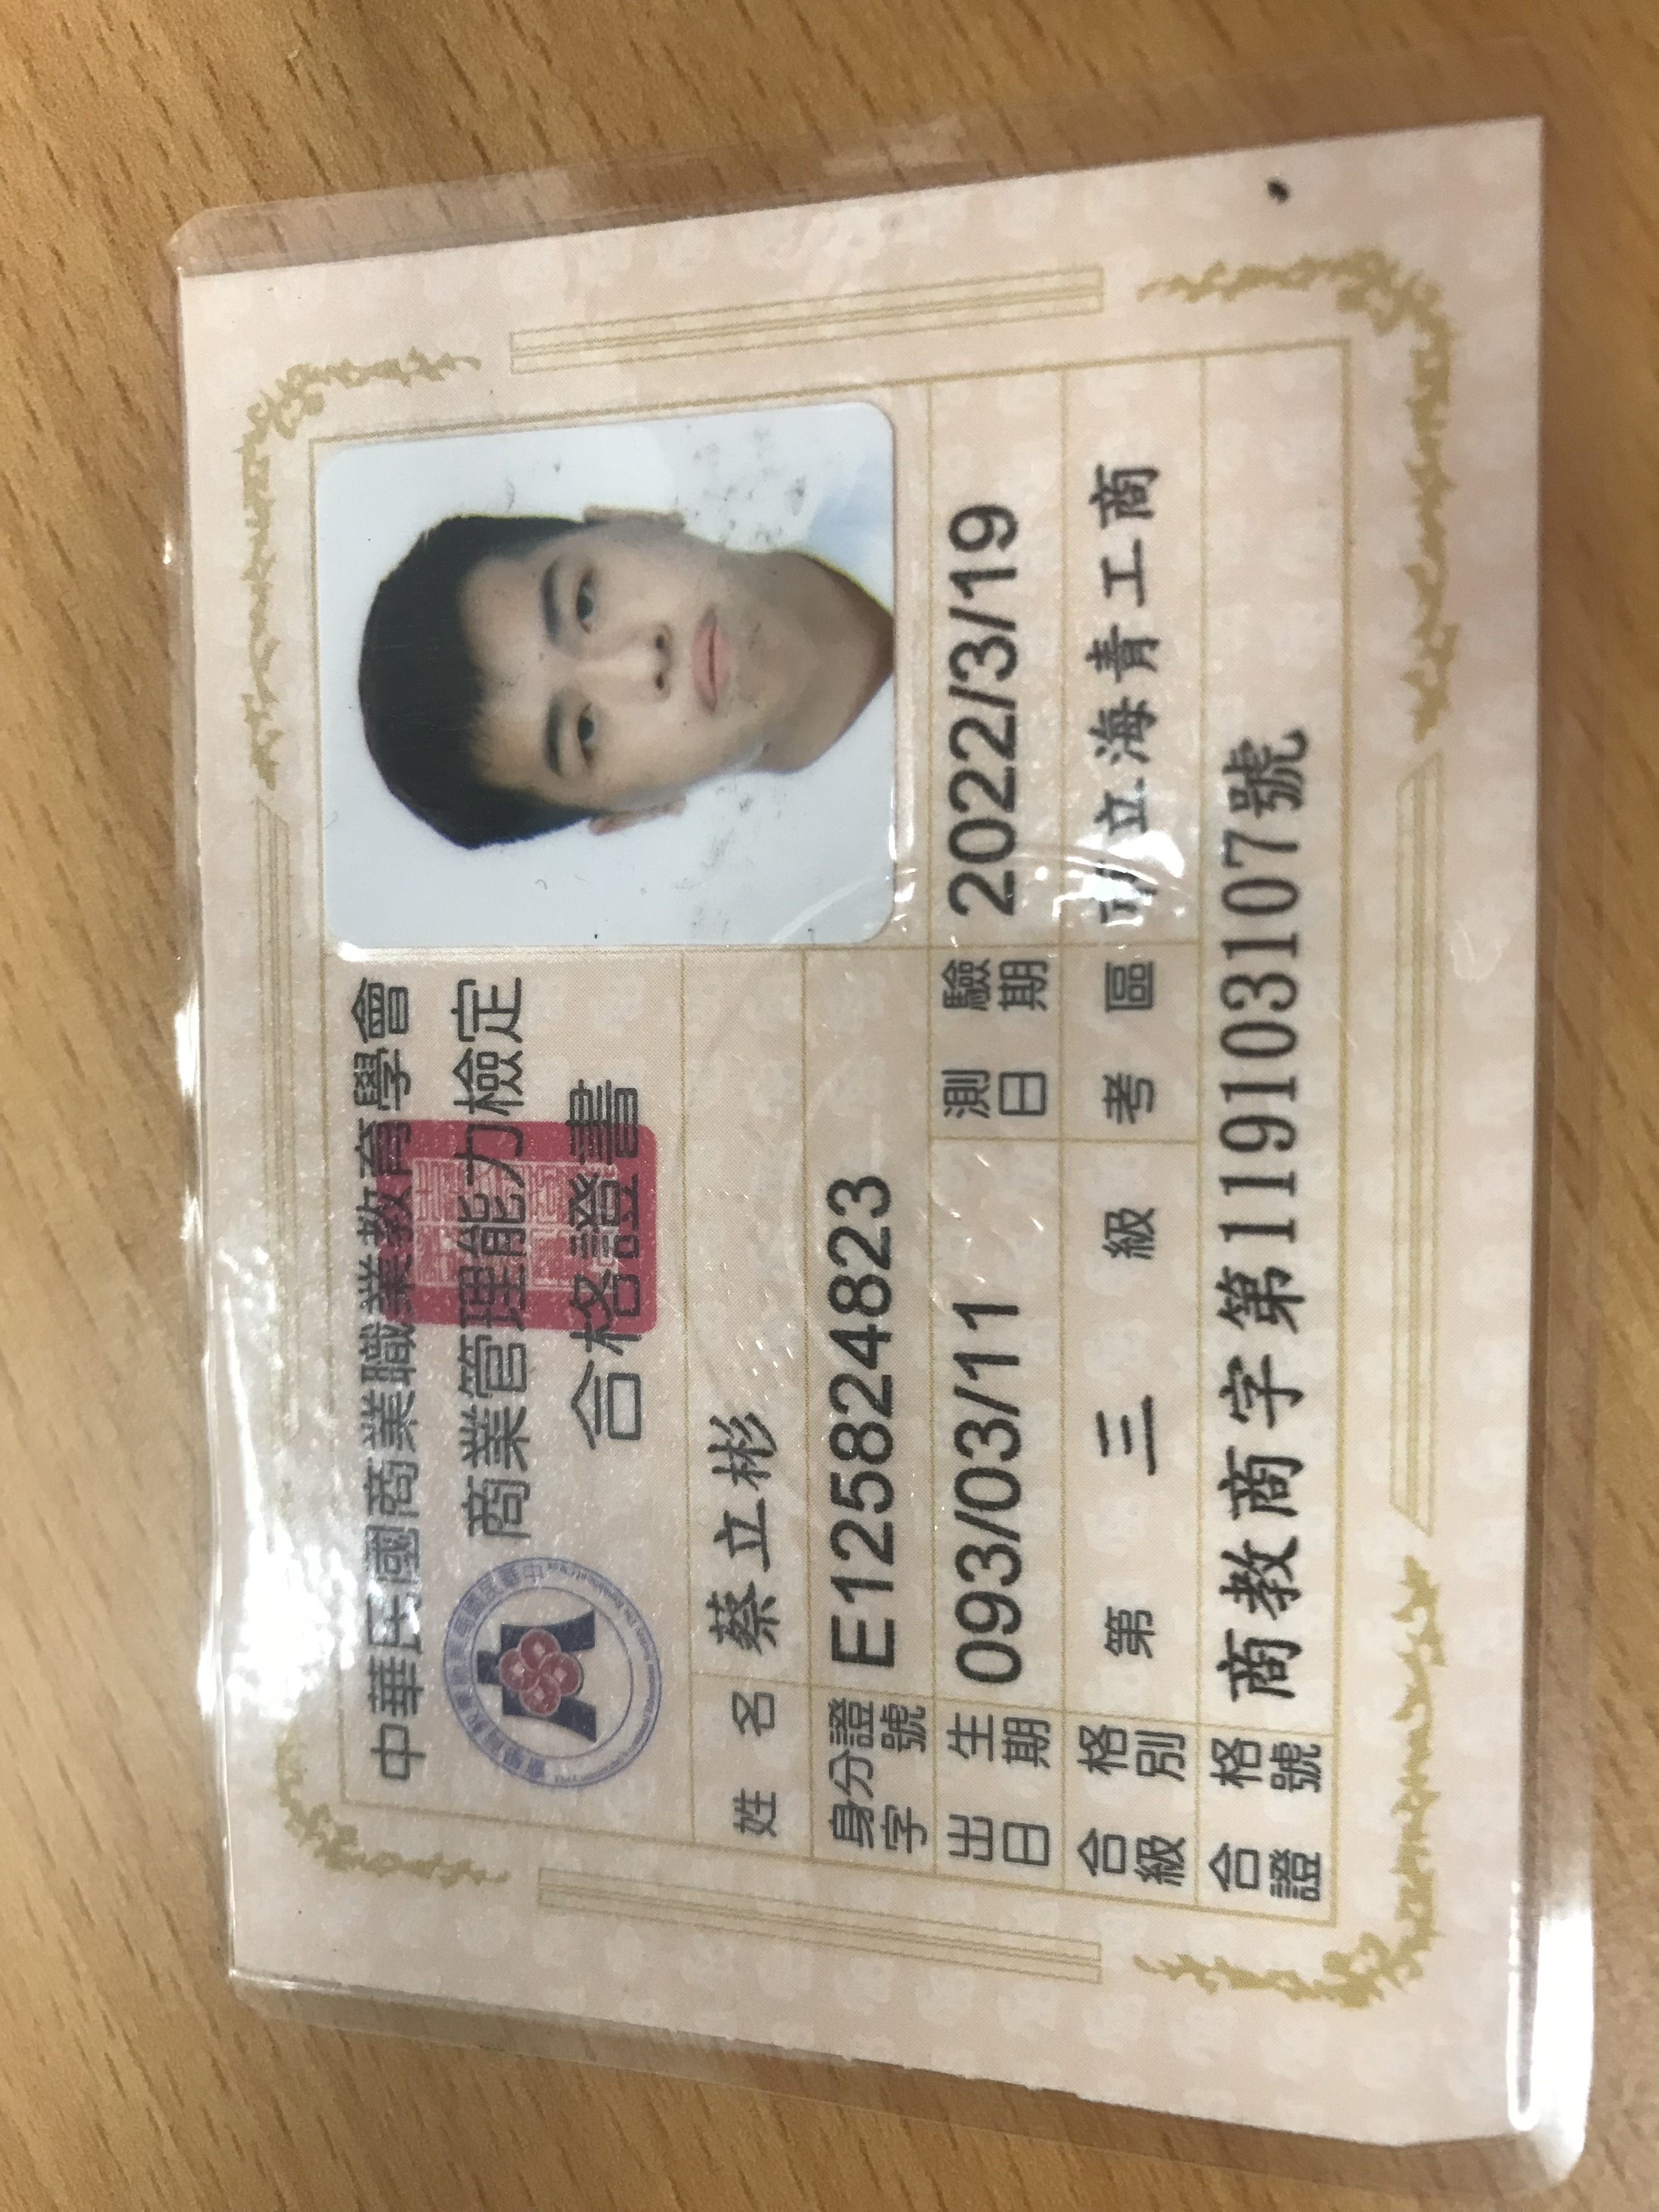 中華民國商業職業教育學會
商業管理能力檢定
合格證書
姓名 蔡立彬
身分證字號 E125824823
出生日期 093/03/11 測驗日期 2022/3/19
合格級別 第三級 考區 市立海青工商
合格證號 商教商字第1191031107號